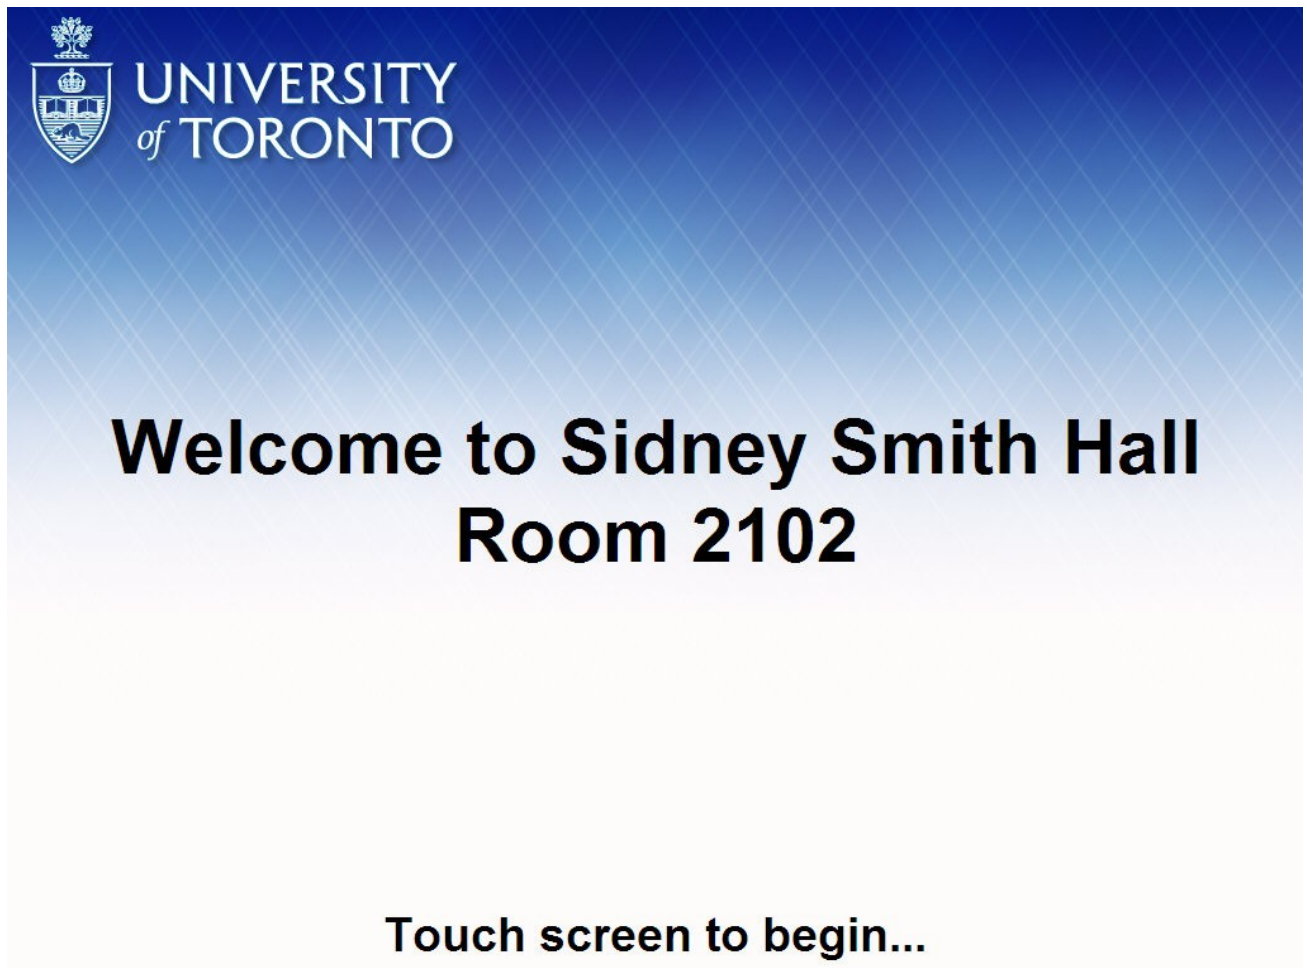 UNIVERSITY
of TORONTO
Welcome to Sidney Smith Hall
Room 2102
Touch screen to begin...